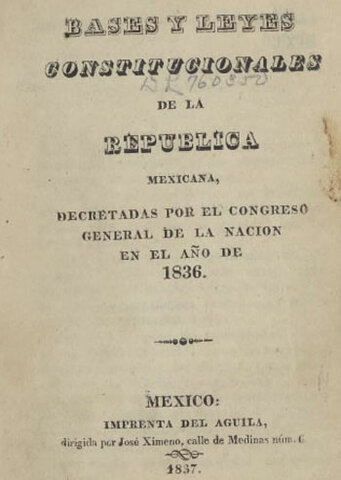 BASES Y LEYES
CONSTITUCIONALES
DE LA
REPUBLICA
MEXICANA,
DECRETADAS POR EL CONGRESO
GENERAL DE LA NACION
EN EL AÑO DE
1836.
MEXICO:
IMPRENTA DEL AGUILA,
dirigida por José Ximeno, calle de Medinas núm. 6
1837.